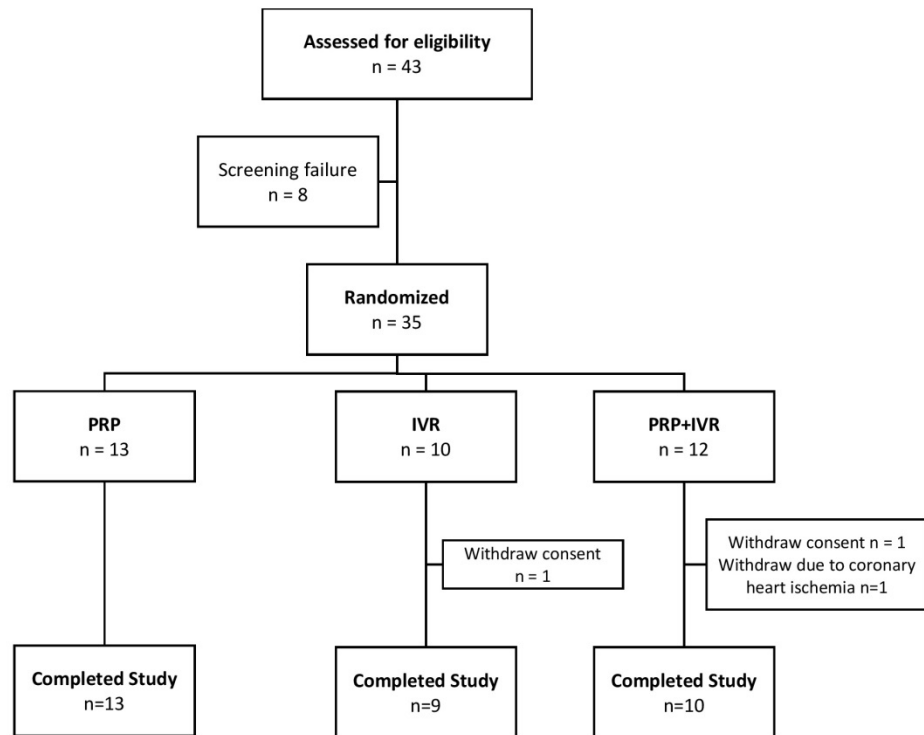 Assessed for eligibility
n = 43
Screening failure
n = 8
Randomized
n = 35
PRP
n = 13
IVR
n = 10
PRP+IVR
n = 12
Withdraw consent
n = 1
Withdraw consent n = 1
Withdraw due to coronary
heart ischemia n=1
Completed Study
n=13
Completed Study
n=9
Completed Study
n=10